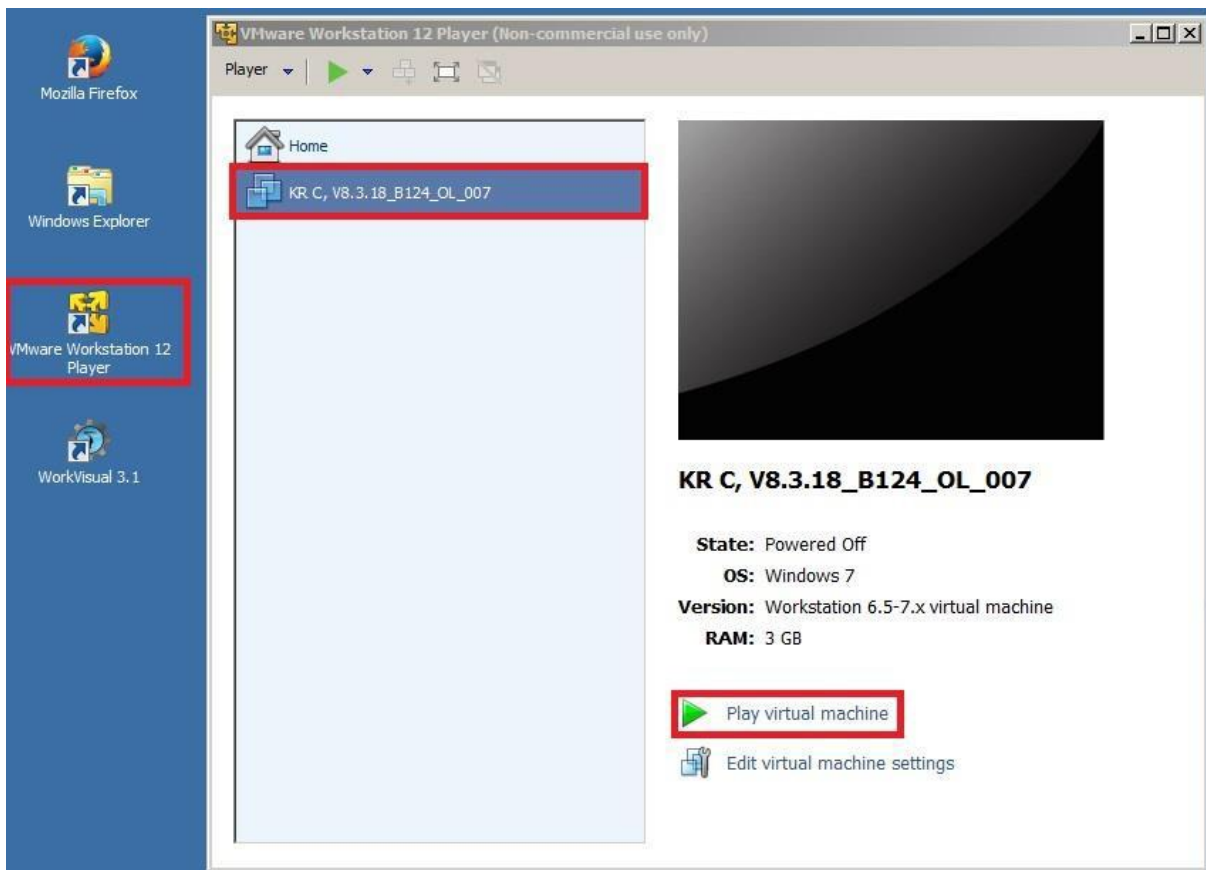 Mozilla Firefox
Windows Explorer
VMware Workstation 12
Player
WorkVisual 3.1
VMware Workstation 12 Player (Non-commercial use only)
Player
Home
KR C, V8.3.18_B124_OL_007
KR C, V8.3.18_B124_OL_007
State: Powered Off
OS: Windows 7
Version: Workstation 6.5-7.x virtual machine
RAM: 3 GB
Play virtual machine
Edit virtual machine settings